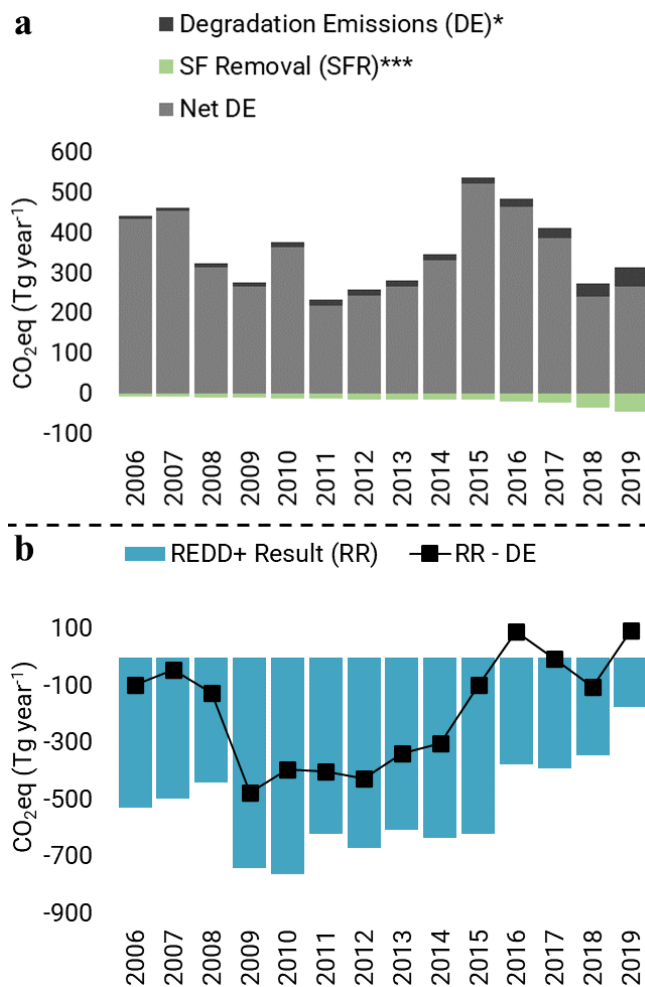 a
Degradation Emissions (DE)*
SF Removal (SFR)***
Net DE
CO₂eq (Tg year⁻¹)
600
500
400
300
200
100
0
-100
2006 2007 2008 2009 2010 2011 2012 2013 2014 2015 2016 2017 2018 2019
b
REDD+ Result (RR) RR - DE
CO₂eq (Tg year⁻¹)
100
-100
-300
-500
-700
-900
2006 2007 2008 2009 2010 2011 2012 2013 2014 2015 2016 2017 2018 2019